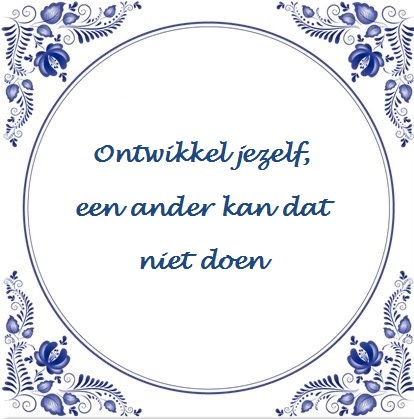 Ontwikkel jezelf,
een ander kan dat
niet doen